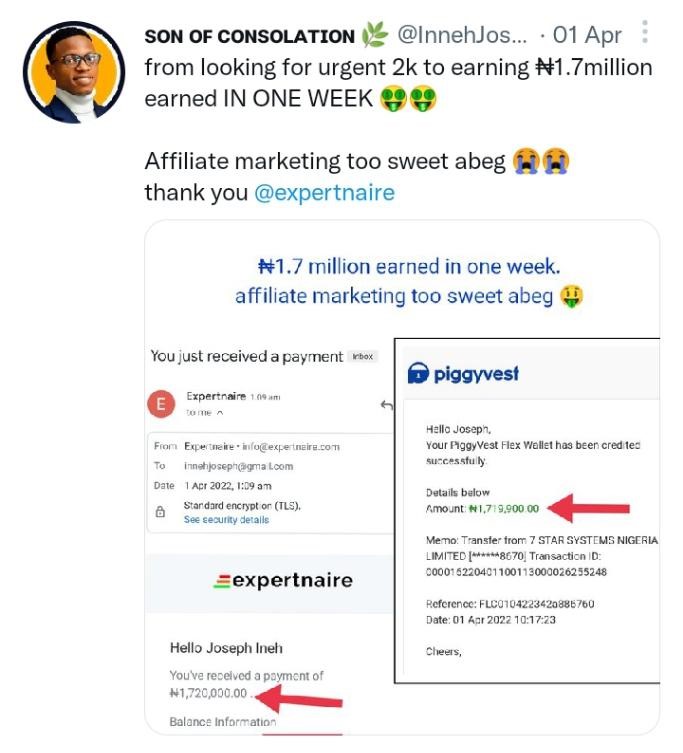 SON OF CONSOLATION 🌿 @InnehJos... · 01 Apr
from looking for urgent 2k to earning ₦1.7million
earned IN ONE WEEK 🤑🤑
Affiliate marketing too sweet abeg 😭😭
thank you @expertnaire
₦1.7 million earned in one week.
affiliate marketing too sweet abeg 🤑
You just received a payment Inbox
E
Expertnaire 1:09 am
to me
From Expertnaire • info@expertnaire.com
To innehjoseph@gmail.com
Date 1 Apr 2022, 1:09 am
Standard encryption (TLS).
See security details
expertnaire
Hello Joseph Ineh
You've received a payment of
₦1,720,000.00 .
Balance Information
piggyvest
Hello Joseph,
Your PiggyVest Flex Wallet has been credited
successfully.
Details below
Amount: ₦1,719,900.00
Memo: Transfer from 7 STAR SYSTEMS NIGERIA
LIMITED [******8670] Transaction ID:
000016220401100113000026255248
Reference: FLC010422342a886760
Date: 01 Apr 2022 10:17:23
Cheers,